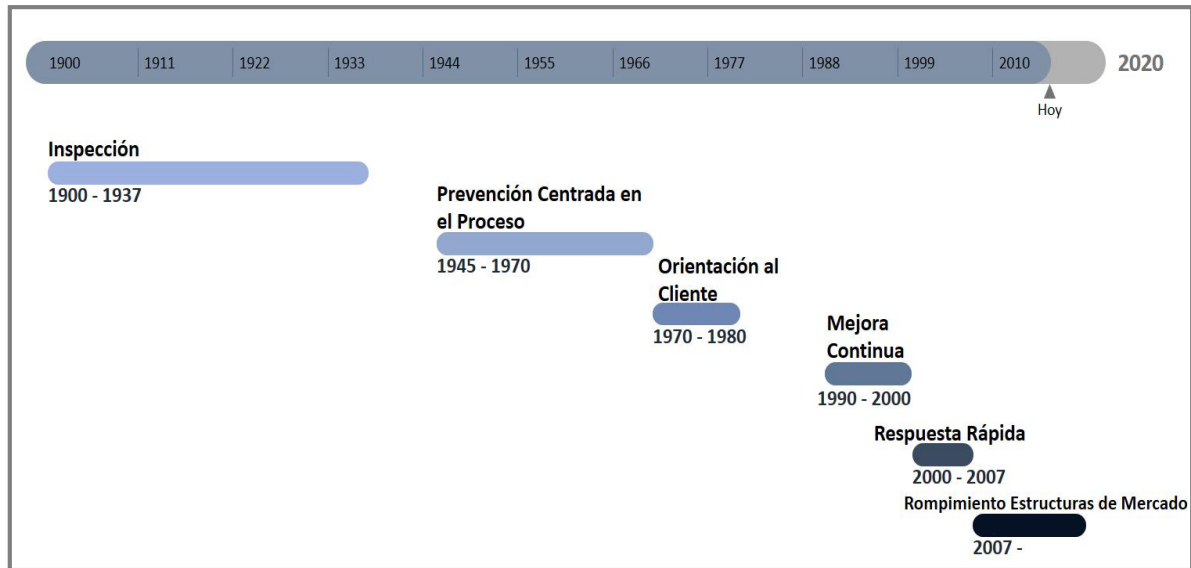 1900 1911 1922 1933 1944 1955 1966 1977 1988 1999 2010 2020
Hoy
Inspección
1900 - 1937
Prevención Centrada en
el Proceso
1945 - 1970
Orientación al
Cliente
1970 - 1980
Mejora
Continua
1990 - 2000
Respuesta Rápida
2000 - 2007
Rompimiento Estructuras de Mercado
2007 -